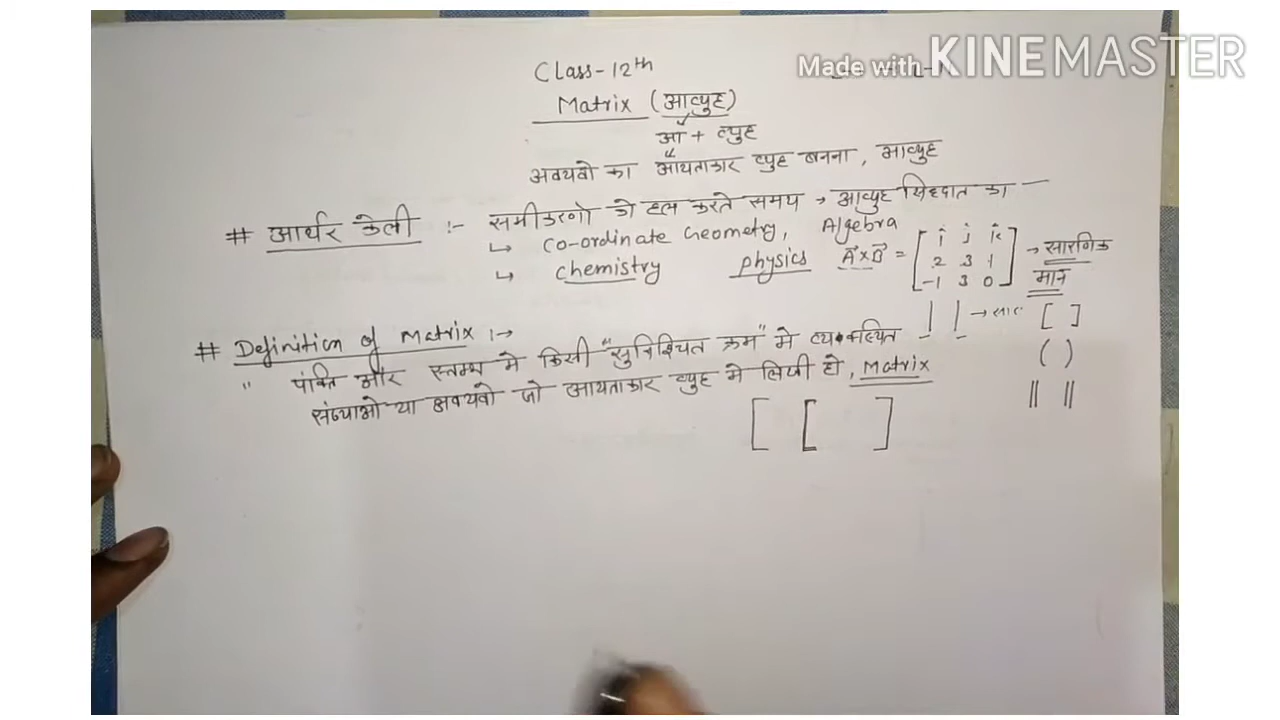 Made with KINEMASTER
Class-12th
Matrix (आव्युह)
आ + व्युह
अवयवो का आयताकार व्युह बनना, आव्युह
# आर्थर केली :- समीकरणो को हल करते समय → आव्युह सिद्दात का —
↳ Co-ordinate Geometry, Algebra
↳ chemistry physics A×B = [ i j k → सारणिक
2 3 1 मान
-1 3 0 ]
# Definition of Matrix :→ | | → सार [ ]
" पंक्ति और स्तम्भ मे किसी "सुनिश्चित क्रम" मे व्यवस्थित ( )
संख्याओ या अवयवो जो आयताकार व्युह मे लिखी हो, Matrix || ||
[ [ ]